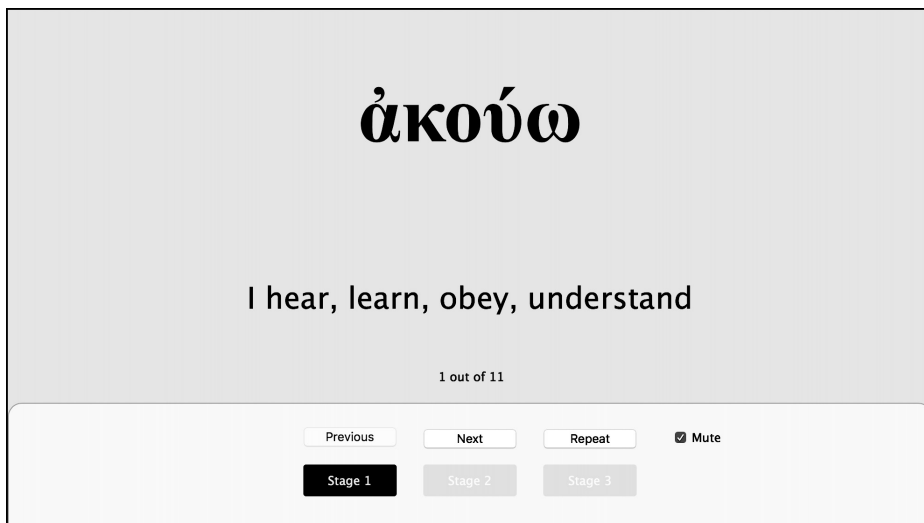 ἀκούω
I hear, learn, obey, understand
1 out of 11
Previous Next Repeat Mute
Stage 1 Stage 2 Stage 3